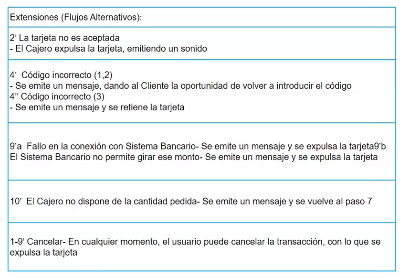 Extensiones (Flujos Alternativos):
2' La tarjeta no es aceptada
- El Cajero expulsa la tarjeta, emitiendo un sonido
4' Código incorrecto (1,2)
- Se emite un mensaje, dando al Cliente la oportunidad de volver a introducir el código
4'' Código incorrecto (3)
- Se emite un mensaje y se retiene la tarjeta
9'a Fallo en la conexión con Sistema Bancario- Se emite un mensaje y se expulsa la tarjeta9'b
El Sistema Bancario no permite girar ese monto- Se emite un mensaje y se expulsa la tarjeta
10' El Cajero no dispone de la cantidad pedida- Se emite un mensaje y se vuelve al paso 7
1-9' Cancelar- En cualquier momento, el usuario puede cancelar la transacción, con lo que se
expulsa la tarjeta